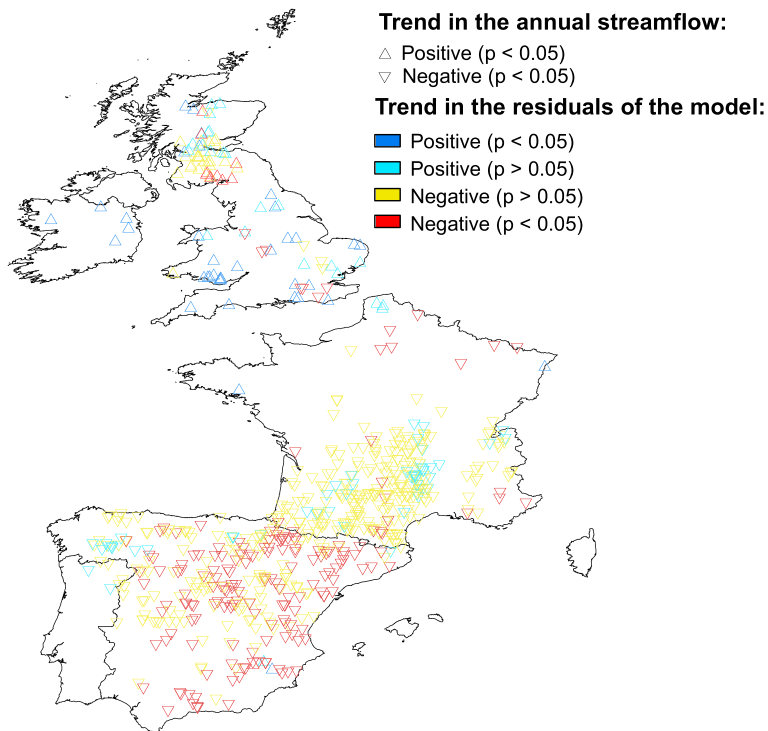 Trend in the annual streamflow:
Positive (p < 0.05)
Negative (p < 0.05)
Trend in the residuals of the model:
Positive (p < 0.05)
Positive (p > 0.05)
Negative (p > 0.05)
Negative (p < 0.05)